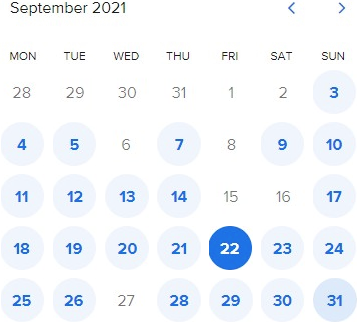 September 2021
MON TUE WED THU FRI SAT SUN
28 29 30 31 1 2 3
4 5 6 7 8 9 10
11 12 13 14 15 16 17
18 19 20 21 22 23 24
25 26 27 28 29 30 31